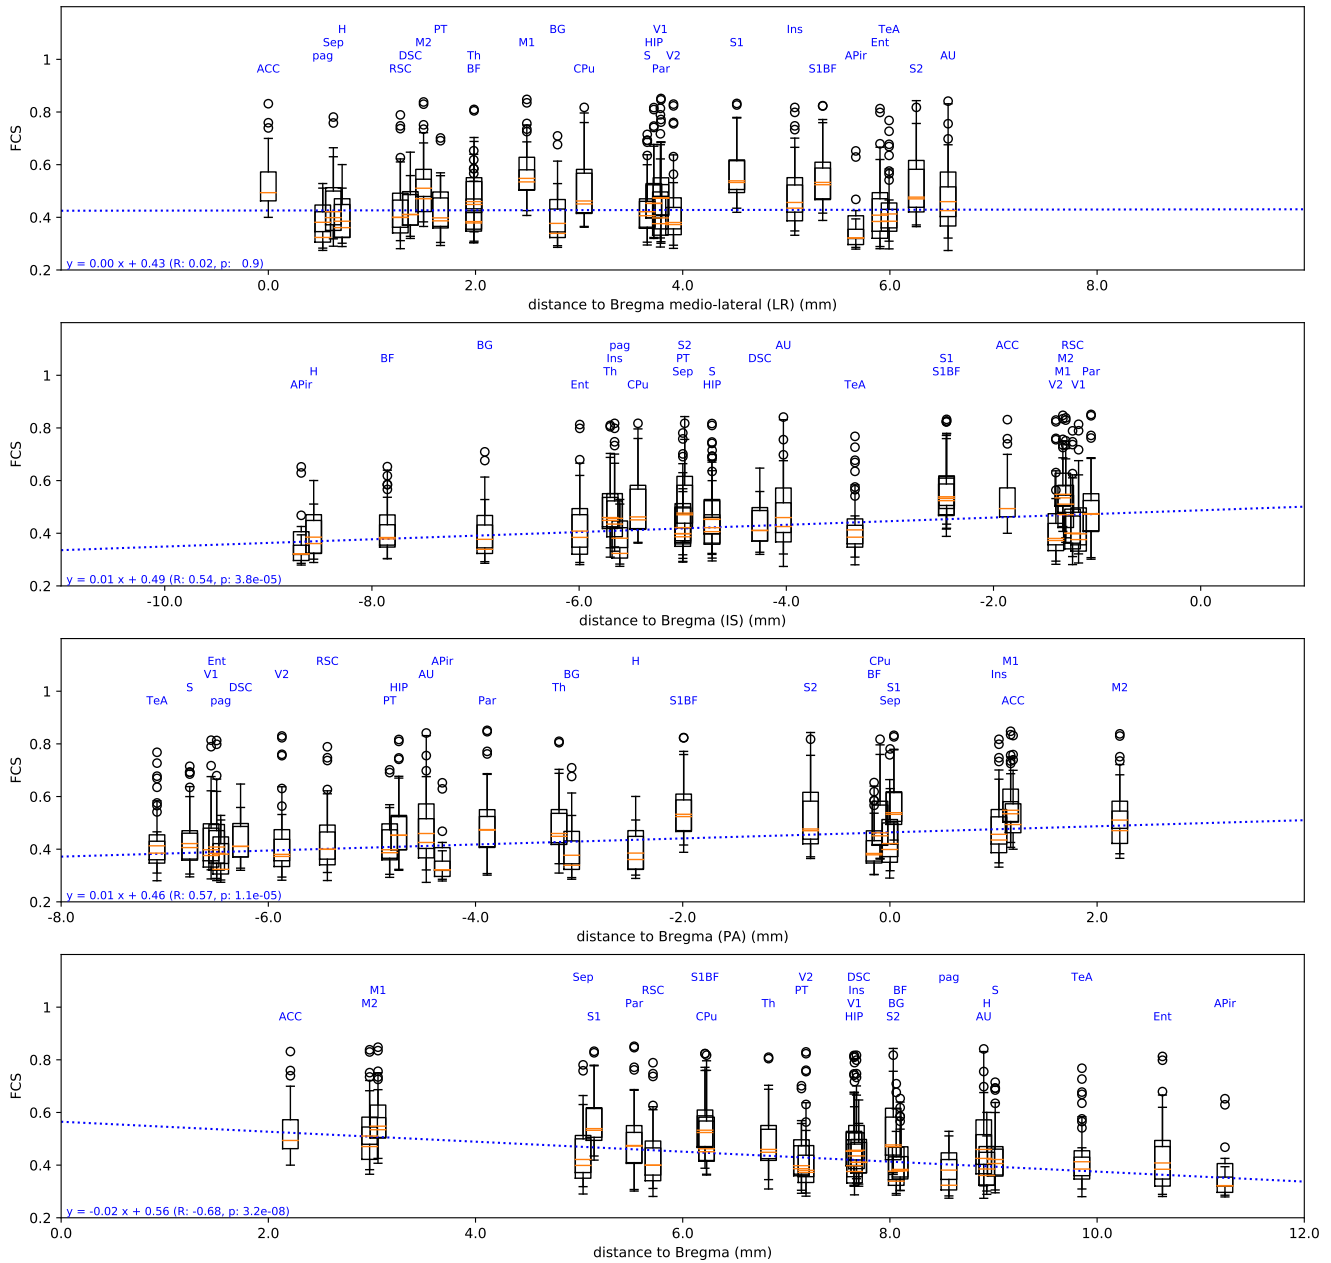 H PT BG V1 TeA
Sep M2 M1 HIP S1 Ins Ent
pag DSC Th S V2 APir AU
ACC RSC BF CPu Par S1BF S2
1
0.8
0.6
0.4
0.2
FCS
y = 0.00 x + 0.43 (R: 0.02, p: 0.9)
0.0 2.0 4.0 6.0 8.0
distance to Bregma medio-lateral (LR) (mm)
BG pag S2 AU ACC RSC
BF Ins PT DSC S1 M2
H Th Sep S S1BF M1 Par
APir Ent CPu HIP TeA V2 V1
1
0.8
0.6
0.4
0.2
FCS
y = 0.01 x + 0.49 (R: 0.54, p: 3.8e-05)
-10.0 -8.0 -6.0 -4.0 -2.0 0.0
distance to Bregma (IS) (mm)
Ent RSC APir H CPu M1
V1 V2 AU BG BF Ins
S DSC HIP Th S2 S1 M2
TeA pag PT Par S1BF Sep ACC
1
0.8
0.6
0.4
0.2
FCS
y = 0.01 x + 0.46 (R: 0.57, p: 1.1e-05)
-8.0 -6.0 -4.0 -2.0 0.0 2.0
distance to Bregma (PA) (mm)
Sep S1BF V2 DSC pag TeA
M1 RSC PT Ins BF S
M2 Par Th V1 BG H APir
ACC S1 CPu HIP S2 AU Ent
1
0.8
0.6
0.4
0.2
FCS
y = -0.02 x + 0.56 (R: -0.68, p: 3.2e-08)
0.0 2.0 4.0 6.0 8.0 10.0 12.0
distance to Bregma (mm)